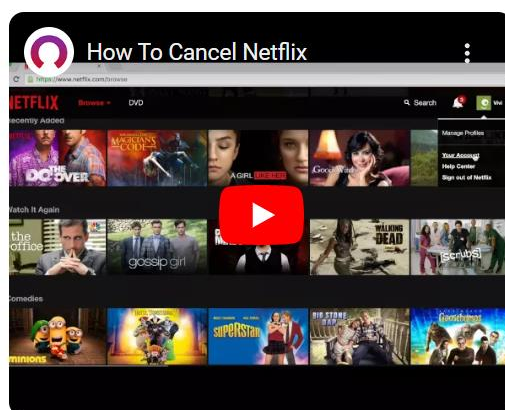 How To Cancel Netflix
https://www.netflix.com/browse
NETFLIX Browse DVD Search Vivi
Manage Profiles
Recently Added
Your Account
Help Center
Sign out of Netflix
THE DO-OVER
MAGICIANS CODE
A GIRL LIKE HER
Good Witch
Watch It Again
the office
gossip girl
THE WALKING DEAD
[scrubs]
Comedies
MINIONS
SUPERSTAR
BIG STONE GAP
Goosebumps